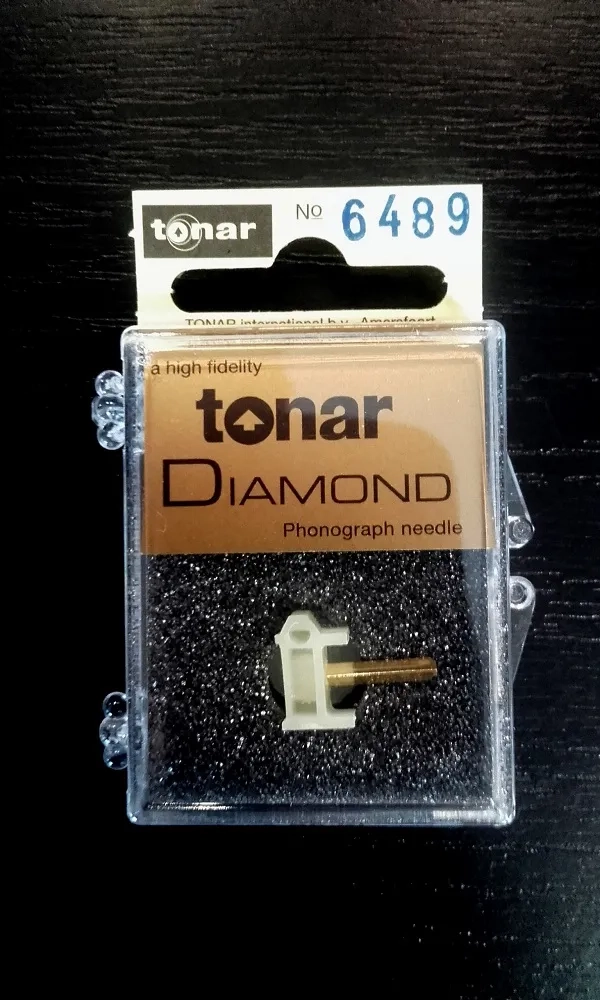 tonar
No 6489
TONAR international b.v. Amersfoort
a high fidelity
tonar
DIAMOND
Phonograph needle